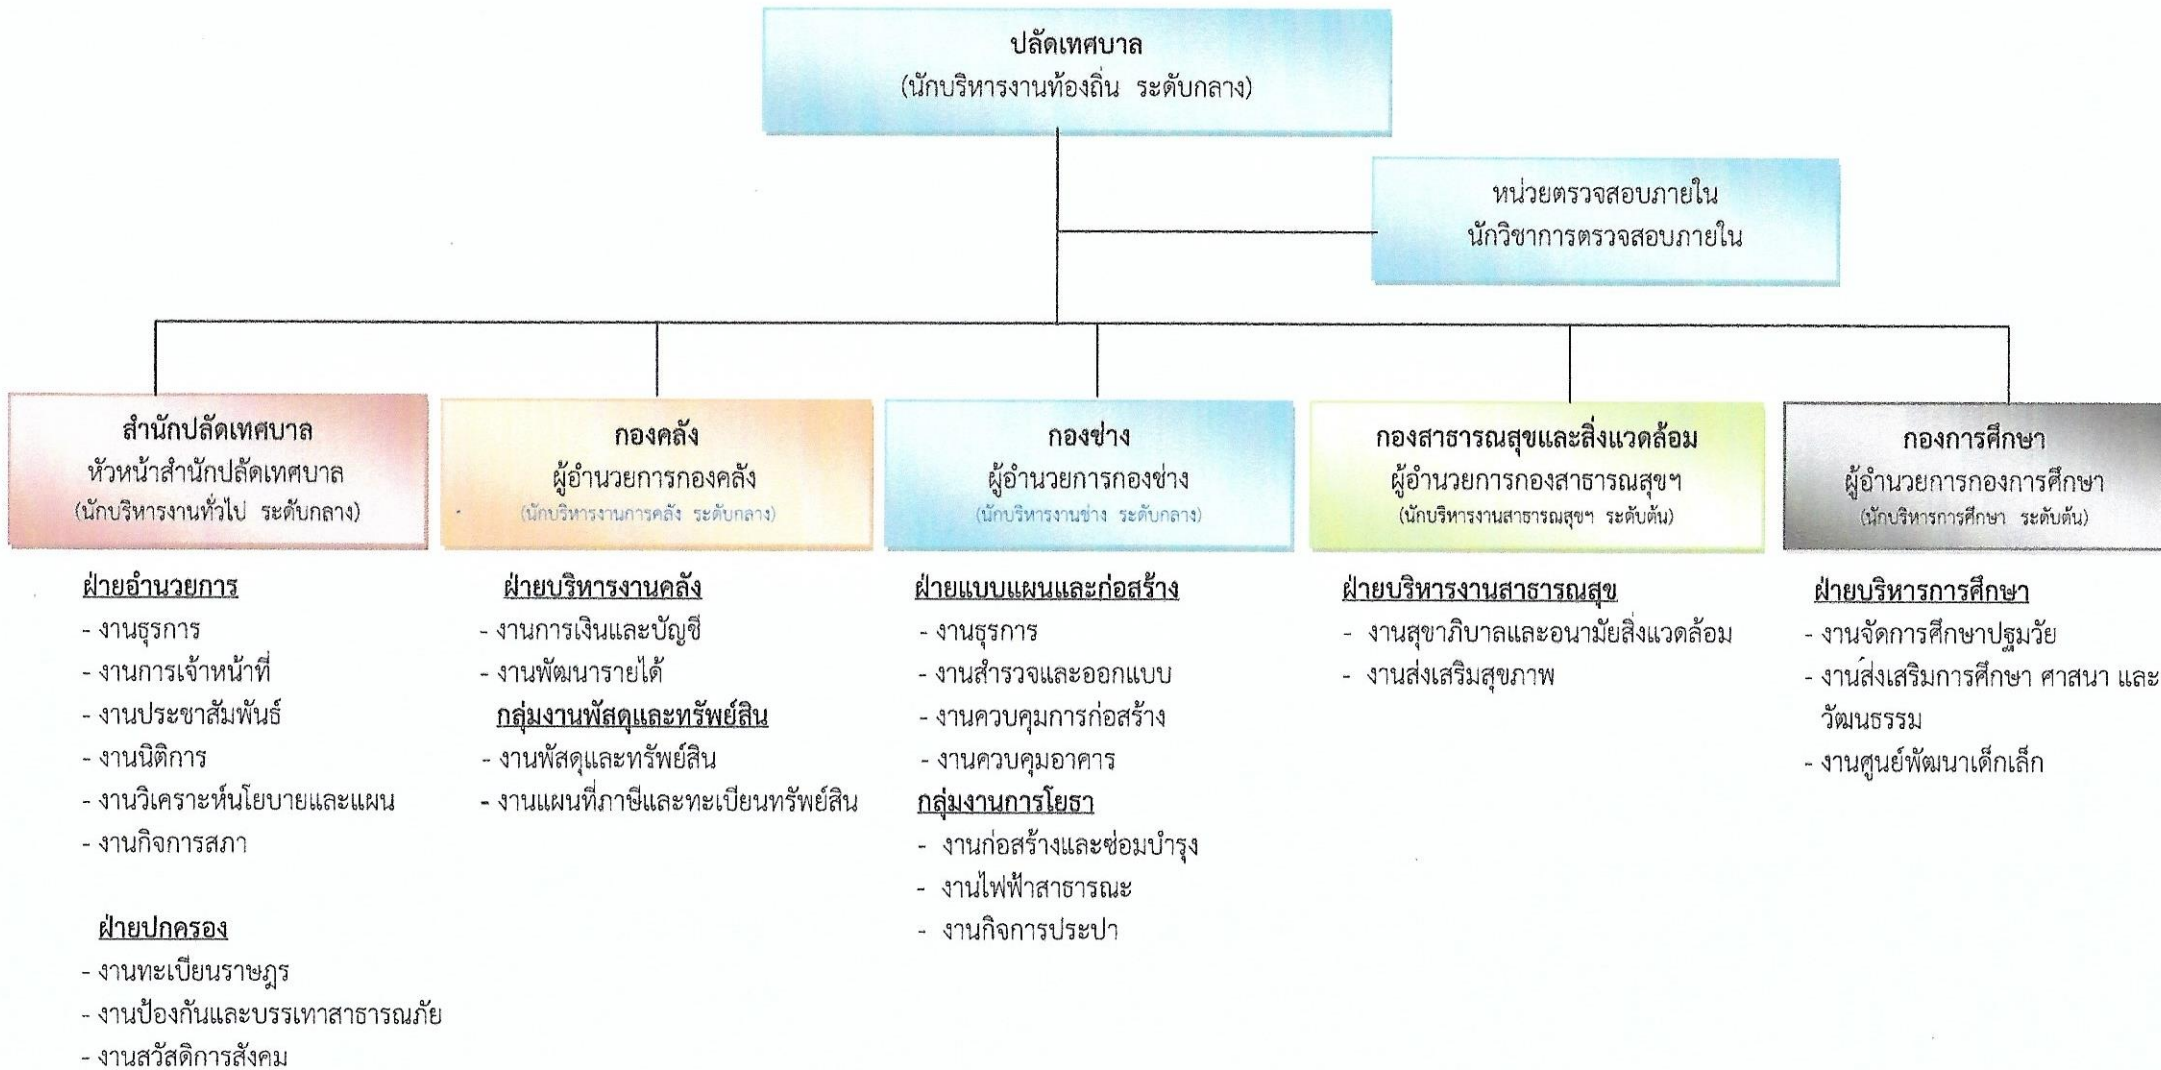 ปลัดเทศบาล
(นักบริหารงานท้องถิ่น ระดับกลาง)
หน่วยตรวจสอบภายใน
นักวิชาการตรวจสอบภายใน
สำนักปลัดเทศบาล
หัวหน้าสำนักปลัดเทศบาล
(นักบริหารงานทั่วไป ระดับกลาง)
ฝ่ายอำนวยการ
- งานธุรการ
- งานการเจ้าหน้าที่
- งานประชาสัมพันธ์
- งานนิติการ
- งานวิเคราะห์นโยบายและแผน
- งานกิจการสภา
ฝ่ายปกครอง
- งานทะเบียนราษฎร
- งานป้องกันและบรรเทาสาธารณภัย
- งานสวัสดิการสังคม
กองคลัง
ผู้อำนวยการกองคลัง
(นักบริหารงานการคลัง ระดับกลาง)
ฝ่ายบริหารงานคลัง
- งานการเงินและบัญชี
- งานพัฒนารายได้
กลุ่มงานพัสดุและทรัพย์สิน
- งานพัสดุและทรัพย์สิน
- งานแผนที่ภาษีและทะเบียนทรัพย์สิน
กองช่าง
ผู้อำนวยการกองช่าง
(นักบริหารงานช่าง ระดับกลาง)
ฝ่ายแบบแผนและก่อสร้าง
- งานธุรการ
- งานสำรวจและออกแบบ
- งานควบคุมการก่อสร้าง
- งานควบคุมอาคาร
กลุ่มงานการโยธา
- งานก่อสร้างและซ่อมบำรุง
- งานไฟฟ้าสาธารณะ
- งานกิจการประปา
กองสาธารณสุขและสิ่งแวดล้อม
ผู้อำนวยการกองสาธารณสุขฯ
(นักบริหารงานสาธารณสุขฯ ระดับต้น)
ฝ่ายบริหารงานสาธารณสุข
- งานสุขาภิบาลและอนามัยสิ่งแวดล้อม
- งานส่งเสริมสุขภาพ
กองการศึกษา
ผู้อำนวยการกองการศึกษา
(นักบริหารการศึกษา ระดับต้น)
ฝ่ายบริหารการศึกษา
- งานจัดการศึกษาปฐมวัย
- งานส่งเสริมการศึกษา ศาสนา และ
วัฒนธรรม
- งานศูนย์พัฒนาเด็กเล็ก